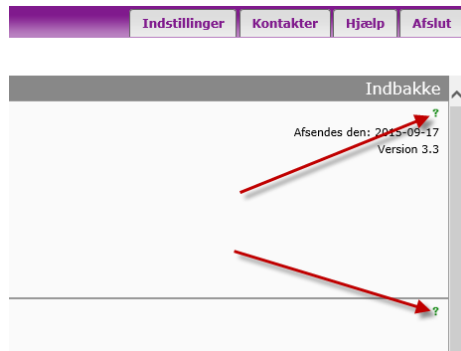 Indstillinger Kontakter Hjælp Afslut
Indbakke
?
Afsendes den: 2015-09-17
Version 3.3
?